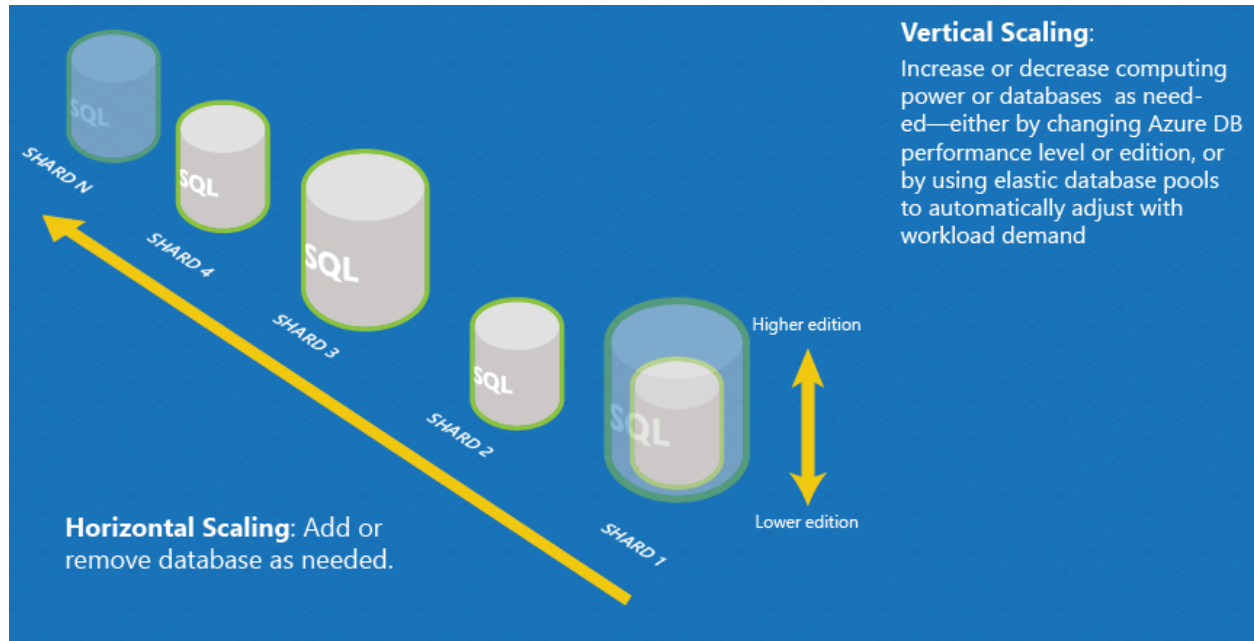 Vertical Scaling:
Increase or decrease computing
power or databases as need-
ed—either by changing Azure DB
performance level or edition, or
by using elastic database pools
to automatically adjust with
workload demand
SQL
SHARD N
SQL
SHARD 4
SQL
SHARD 3
SQL
SHARD 2
SQL
SHARD 1
Higher edition
Lower edition
Horizontal Scaling: Add or
remove database as needed.